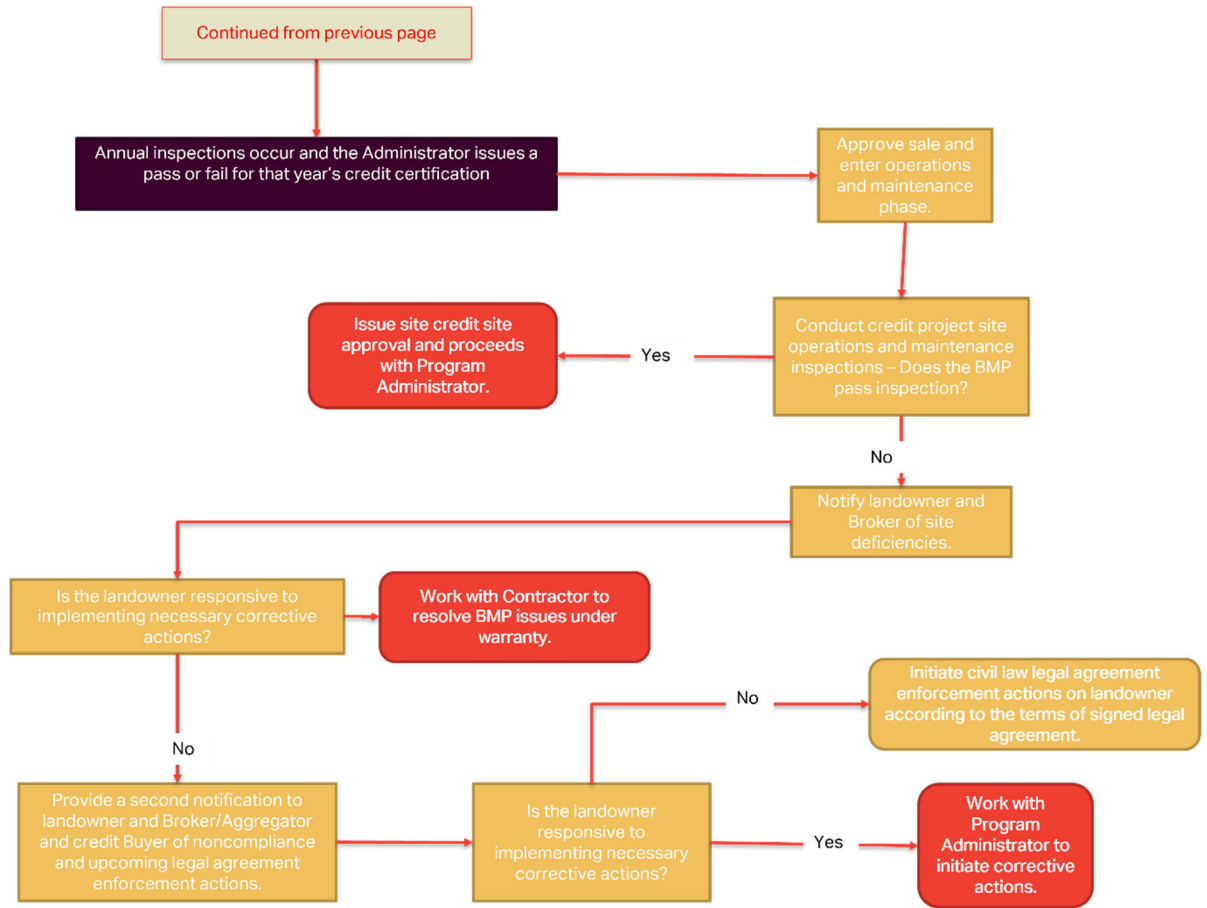 Continued from previous page
Annual inspections occur and the Administrator issues a
pass or fail for that year's credit certification
Approve sale and
enter operations
and maintenance
phase.
Issue site credit site
approval and proceeds
with Program
Administrator.
Yes
Conduct credit project site
operations and maintenance
inspections – Does the BMP
pass inspection?
No
Notify landowner and
Broker of site
deficiencies.
Is the landowner responsive to
implementing necessary corrective
actions?
Work with Contractor to
resolve BMP issues under
warranty.
No
Initiate civil law legal agreement
enforcement actions on landowner
according to the terms of signed legal
agreement.
No
Provide a second notification to
landowner and Broker/Aggregator
and credit Buyer of noncompliance
and upcoming legal agreement
enforcement actions.
Is the landowner
responsive to
implementing necessary
corrective actions?
Yes
Work with
Program
Administrator to
initiate corrective
actions.